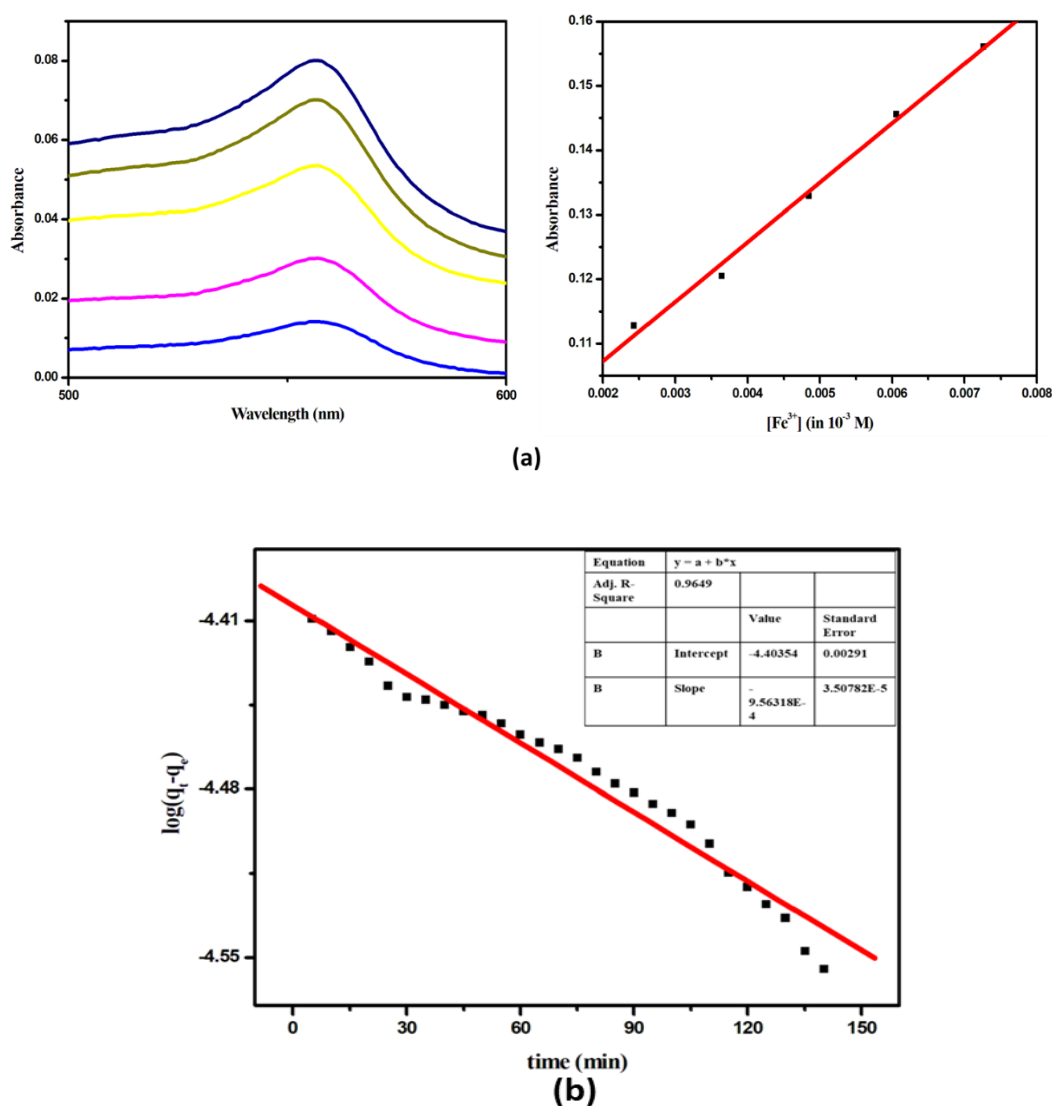 0.08
0.06
0.04
0.02
0.00
Absorbance
500
600
Wavelength (nm)
0.16
0.15
0.14
0.13
0.12
0.11
Absorbance
0.002
0.003
0.004
0.005
0.006
0.007
0.008
[Fe³⁺] (in 10⁻³ M)
(a)
Equation y = a + b*x
Adj. R- 0.9649
Square
Value Standard
Error
B Intercept -4.40354 0.00291
B Slope - 3.50782E-5
9.56318E-
4
-4.41
-4.48
-4.55
log(qₜ-qₑ)
0
30
60
90
120
150
time (min)
(b)